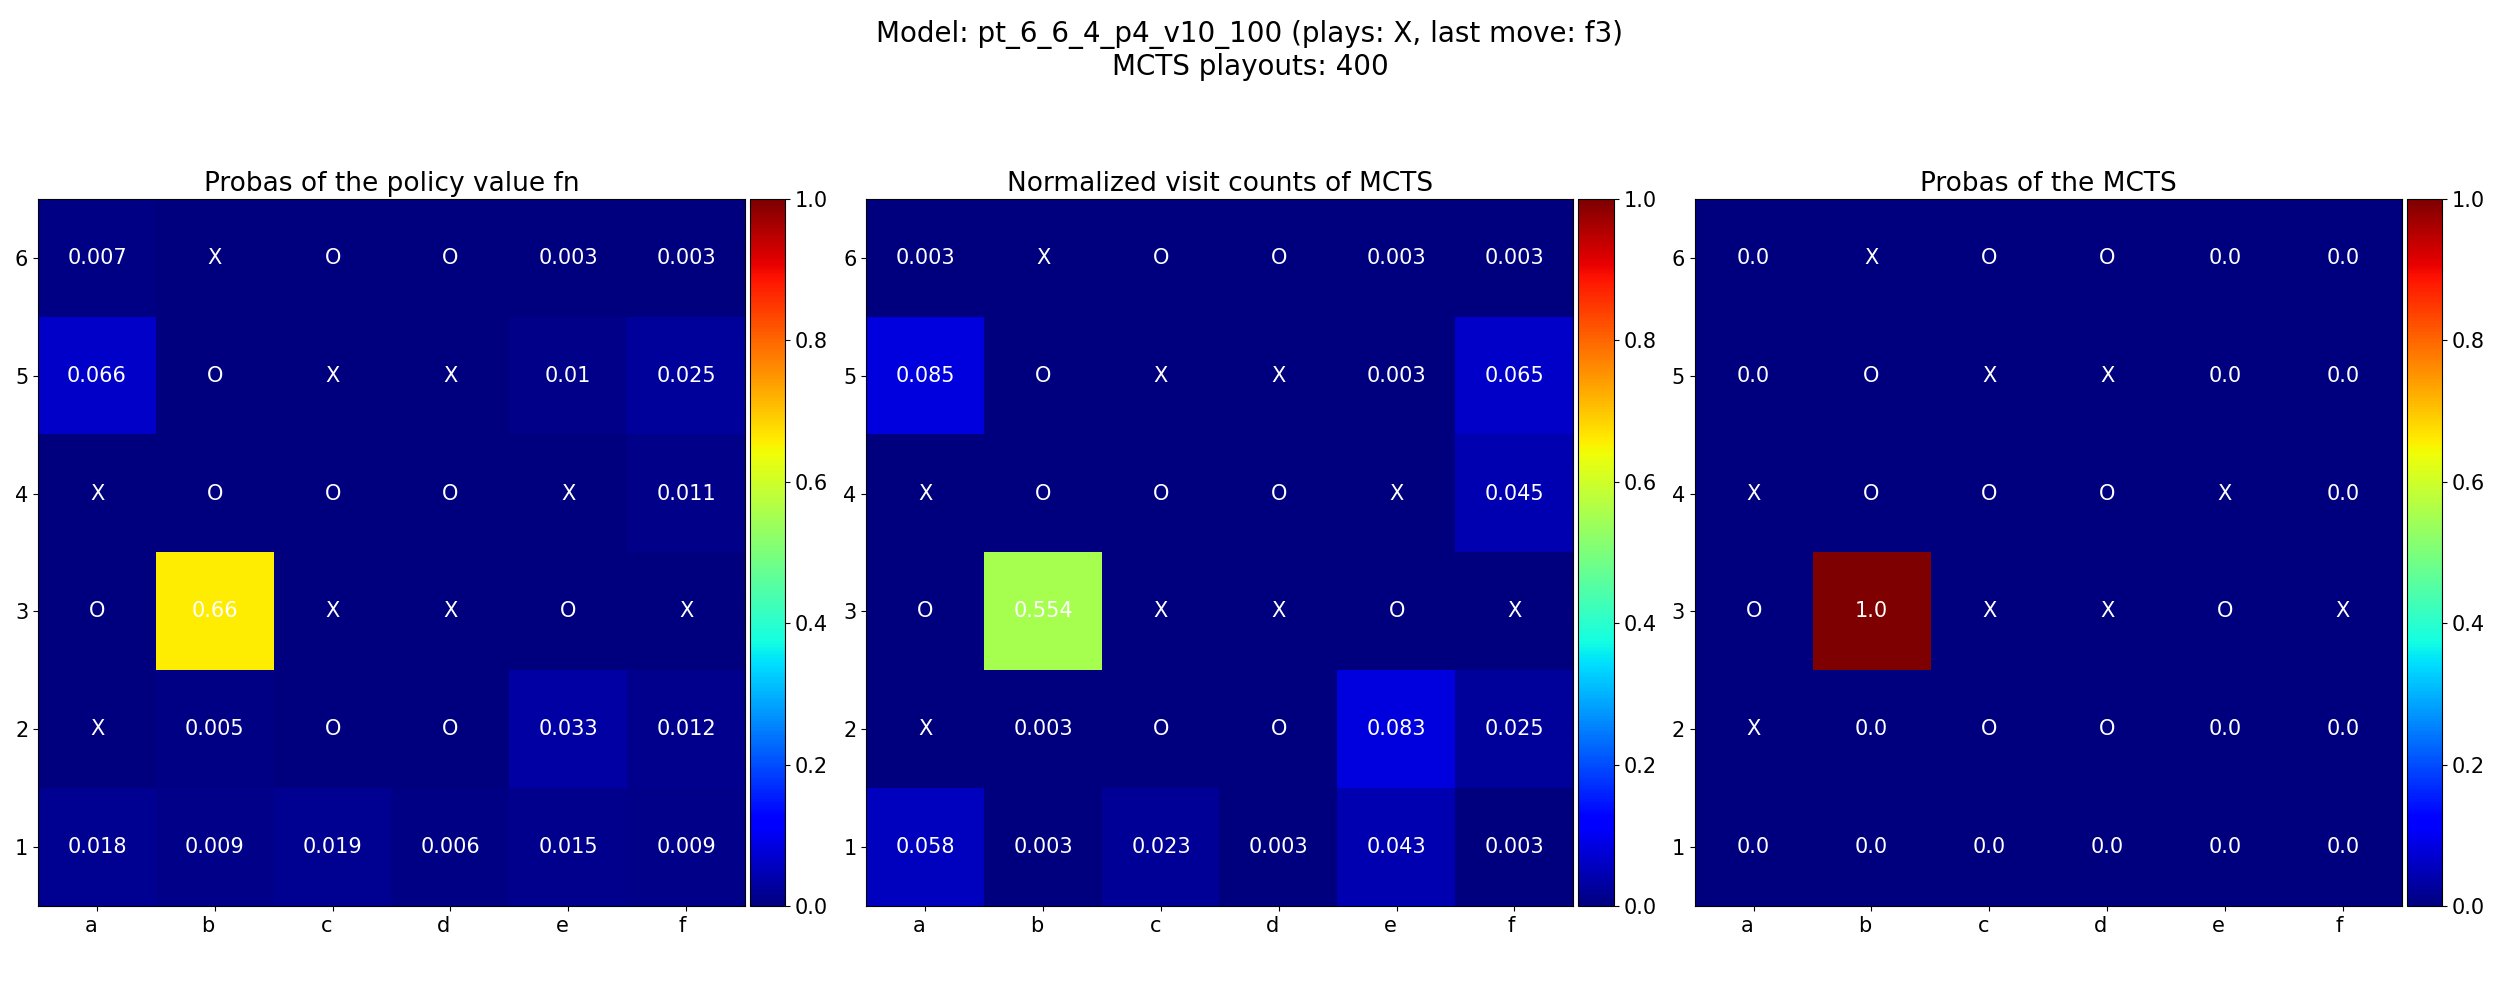 Model: pt_6_6_4_p4_v10_100 (plays: X, last move: f3)
MCTS playouts: 400
Probas of the policy value fn
6 0.007 X O O 0.003 0.003
5 0.066 O X X 0.01 0.025
4 X O O O X 0.011
3 O 0.66 X X O X
2 X 0.005 O O 0.033 0.012
1 0.018 0.009 0.019 0.006 0.015 0.009
a b c d e f
1.0
0.8
0.6
0.4
0.2
0.0
Normalized visit counts of MCTS
6 0.003 X O O 0.003 0.003
5 0.085 O X X 0.003 0.065
4 X O O O X 0.045
3 O 0.554 X X O X
2 X 0.003 O O 0.083 0.025
1 0.058 0.003 0.023 0.003 0.043 0.003
a b c d e f
1.0
0.8
0.6
0.4
0.2
0.0
Probas of the MCTS
6 0.0 X O O 0.0 0.0
5 0.0 O X X 0.0 0.0
4 X O O O X 0.0
3 O 1.0 X X O X
2 X 0.0 O O 0.0 0.0
1 0.0 0.0 0.0 0.0 0.0 0.0
a b c d e f
1.0
0.8
0.6
0.4
0.2
0.0